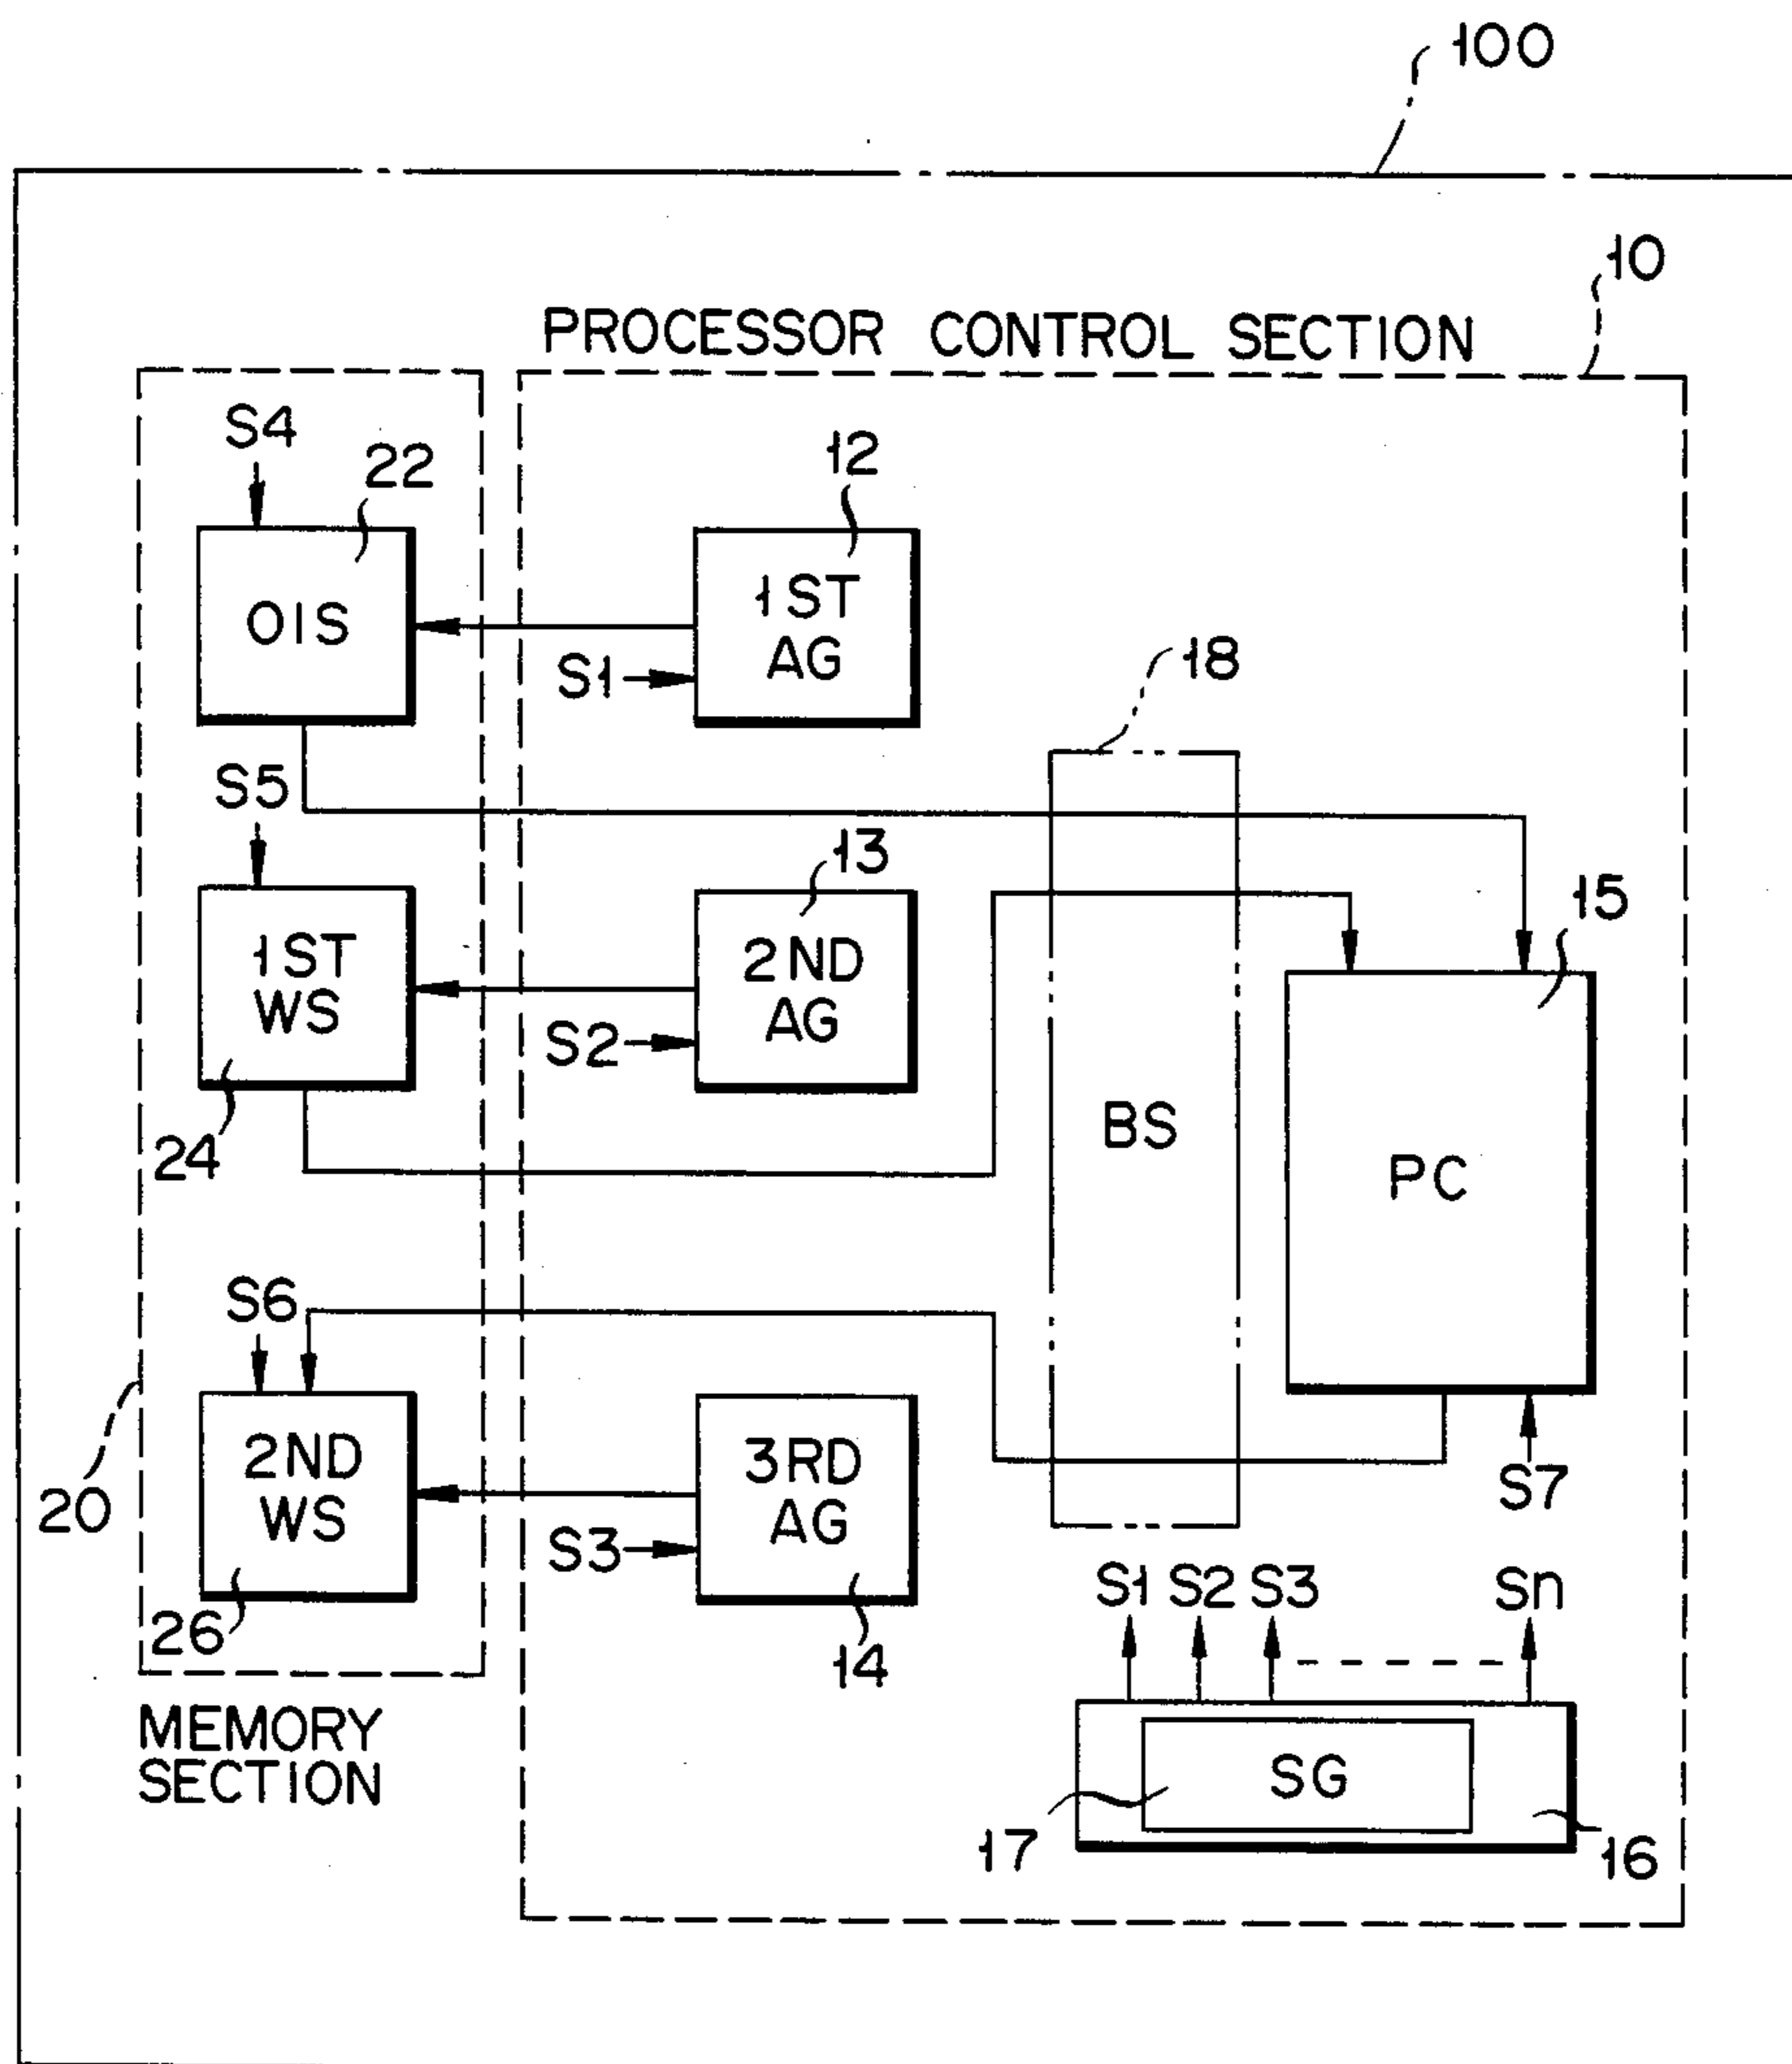 100
10
PROCESSOR CONTROL SECTION
S4
22
12
OIS
1ST
AG
S1
18
S5
13
15
1ST
WS
2ND
AG
S2
24
BS
PC
S6
2ND
WS
3RD
AG
20
S3
S7
26
14
S1 S2 S3 Sn
MEMORY
SECTION
SG
17
16